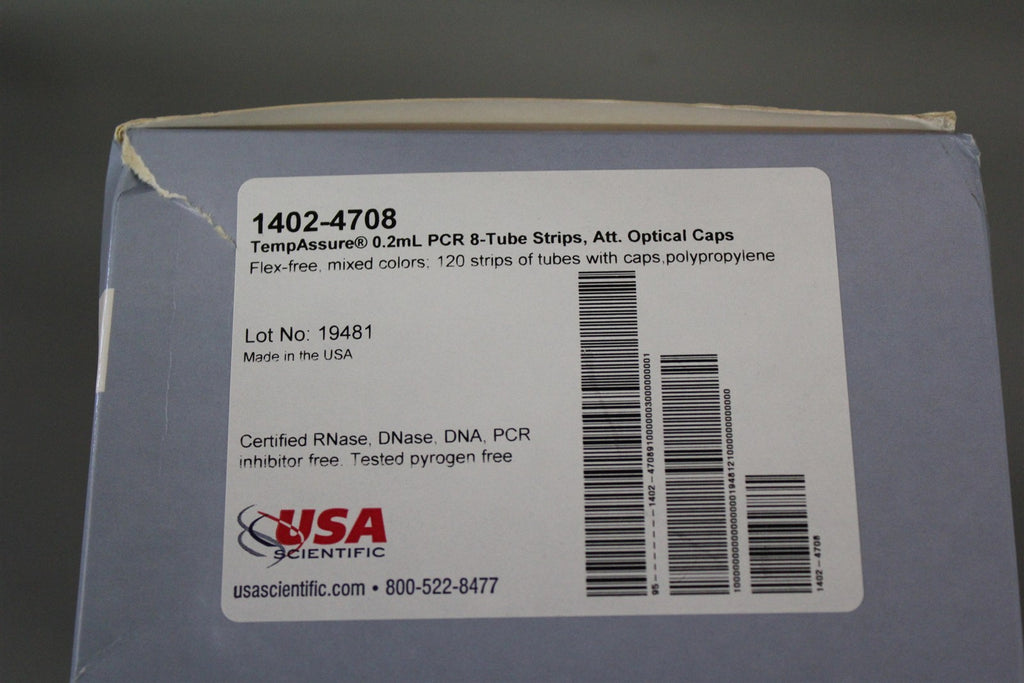 1402-4708
TempAssure® 0.2mL PCR 8-Tube Strips, Att. Optical Caps
Flex-free, mixed colors; 120 strips of tubes with caps,polypropylene
Lot No: 19481
Made in the USA
Certified RNase, DNase, DNA, PCR
inhibitor free. Tested pyrogen free
USA
SCIENTIFIC
usascientific.com • 800-522-8477
1402-4708